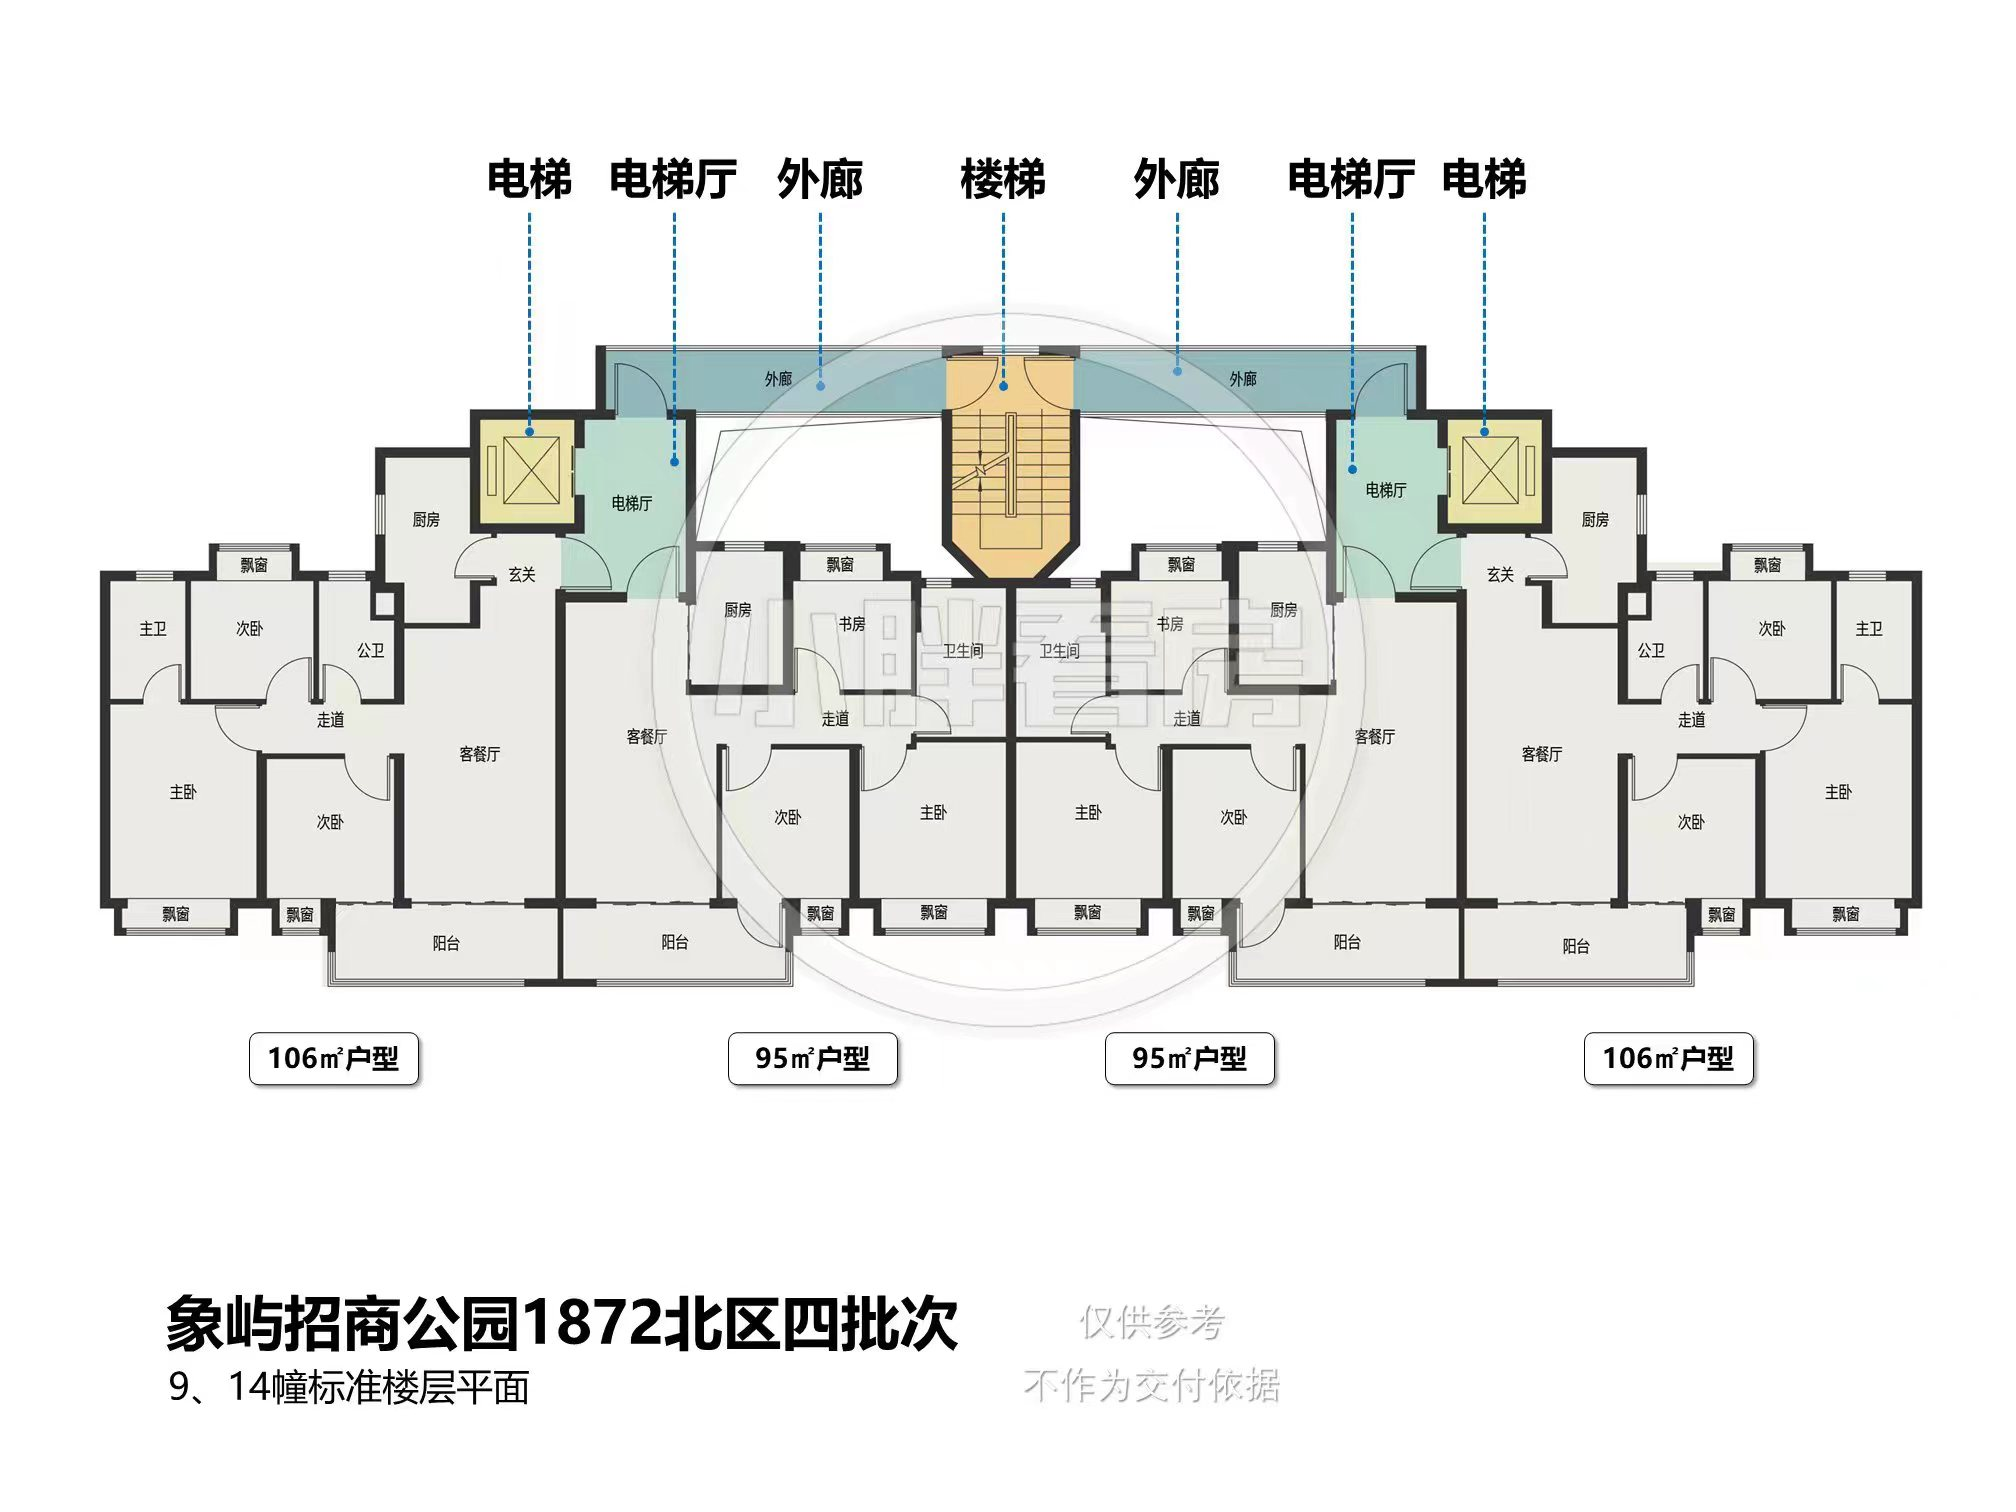 电梯 电梯厅 外廊 楼梯 外廊 电梯厅 电梯
外廊 外廊
电梯厅 电梯厅
厨房 厨房
飘窗 飘窗 飘窗 飘窗
玄关 玄关
厨房 厨房
主卫 次卧 公卫 书房 卫生间 卫生间 书房 公卫 次卧 主卫
小胖看房
走道 走道 走道 走道
客餐厅 客餐厅 客餐厅 客餐厅
主卧 次卧 次卧 主卧 主卧 次卧 次卧 主卧
飘窗 飘窗 飘窗 飘窗 飘窗 飘窗 飘窗 飘窗
阳台 阳台 阳台 阳台
106㎡户型 95㎡户型 95㎡户型 106㎡户型
象屿招商公园1872北区四批次
9、14幢标准楼层平面
仅供参考
不作为交付依据